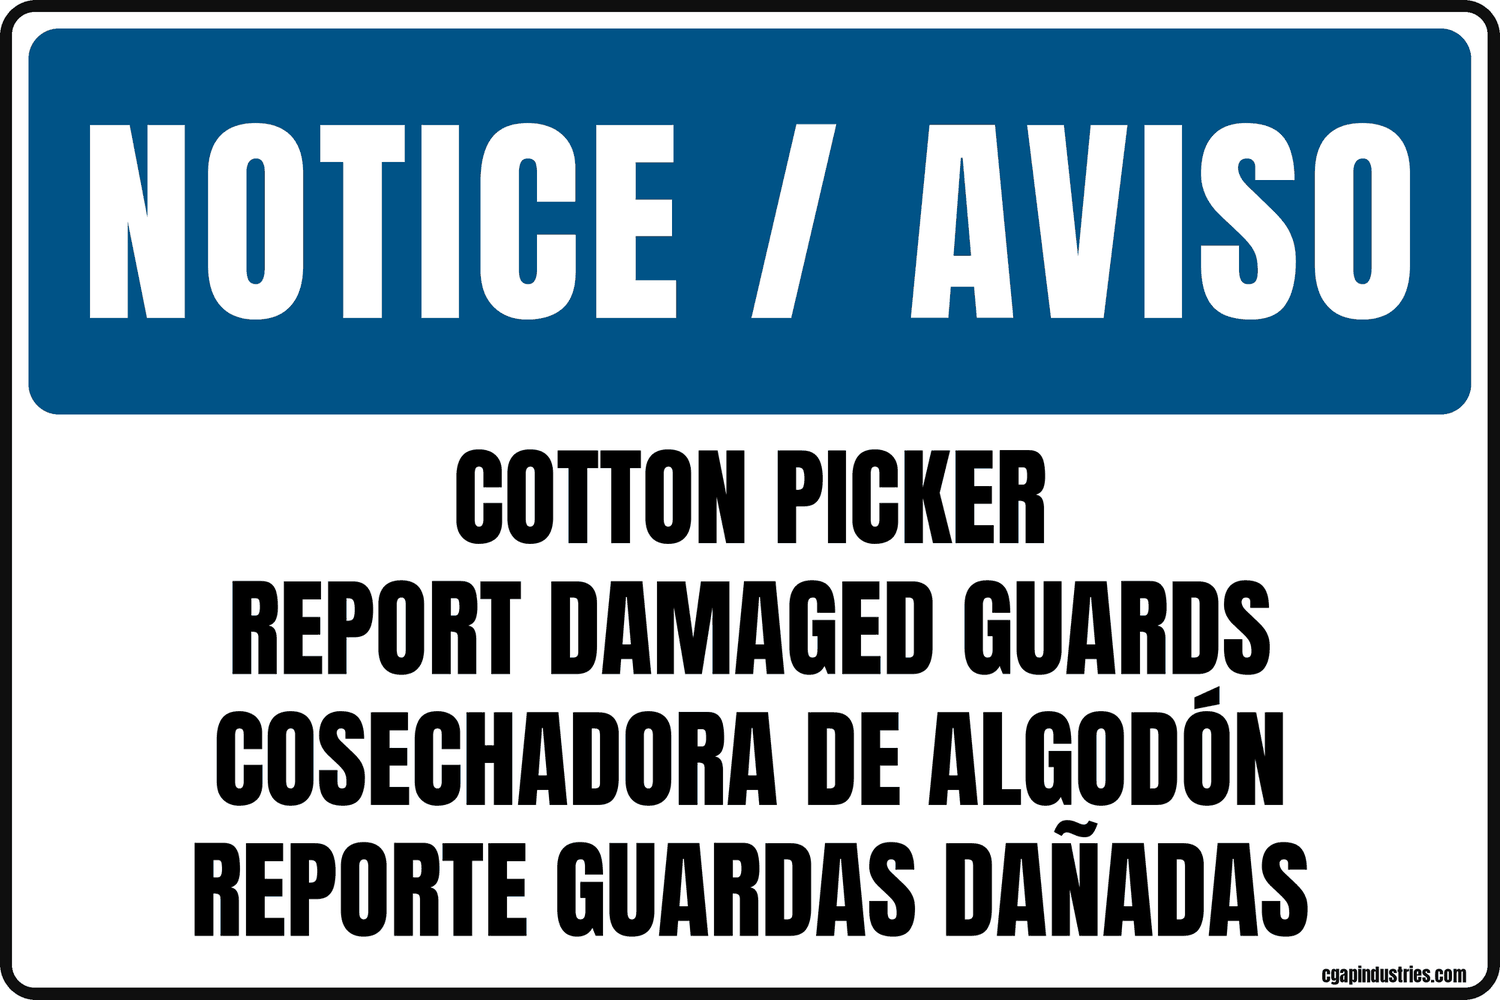 NOTICE / AVISO
COTTON PICKER
REPORT DAMAGED GUARDS
COSECHADORA DE ALGODÓN
REPORTE GUARDAS DAÑADAS
cgapindustries.com